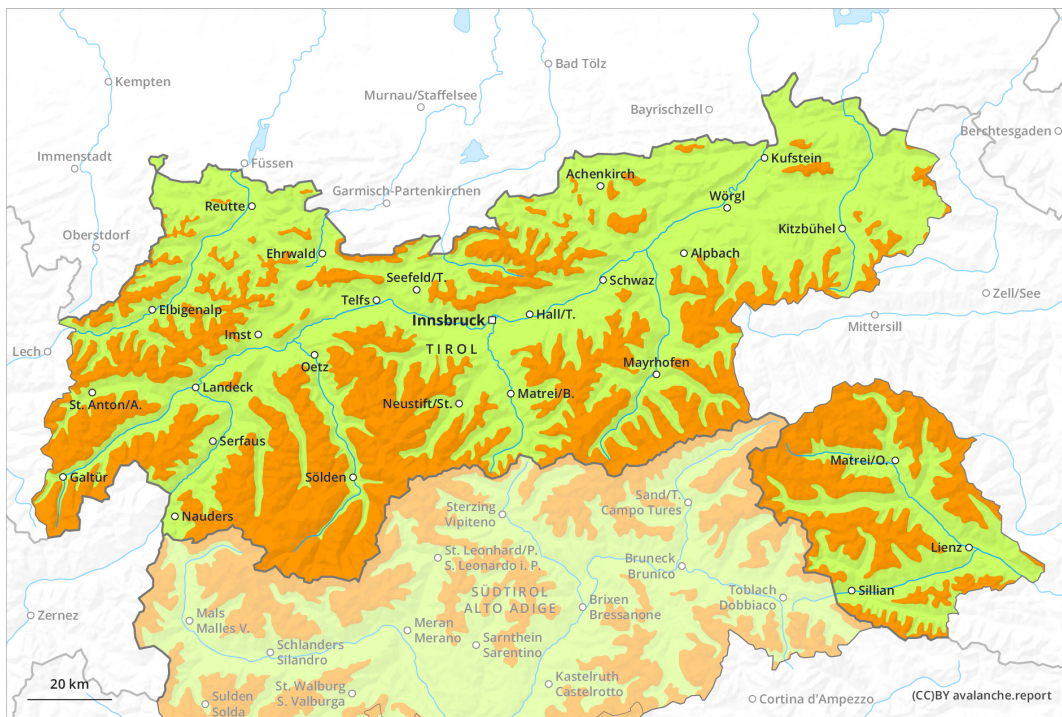 Kempten
Bad Tölz
Murnau/Staffelsee
Bayrischzell
Berchtesgaden
Immenstadt
Füssen
Kufstein
Garmisch-Partenkirchen
Achenkirch
Reutte
Wörgl
Oberstdorf
Kitzbühel
Ehrwald
Alpbach
Seefeld/T.
Schwaz
Zell/See
Telfs
Elbigenalp
Innsbruck
Hall/T.
Mittersill
Imst
TIROL
Lech
Oetz
Mayrhofen
Landeck
St. Anton/A.
Neustift/St.
Matrei/B.
Serfaus
Matrei/O.
Galtür
Sölden
Sand/T.
Campo Tures
Sterzing
Vipiteno
Nauders
Lienz
St. Leonhard/P.
S. Leonardo i. P.
Bruneck
Brunico
SÜDTIROL
ALTO ADIGE
Toblach
Dobbiaco
Sillian
Zernez
Mals
Malles V.
Brixen
Bressanone
Meran
Merano
Sarnthein
Sarentino
Schlanders
Silandro
20 km
St. Walburg
S. Valburga
Kastelruth
Castelrotto
Sulden
Solda
Cortina d'Ampezzo
(CC)BY avalanche.report